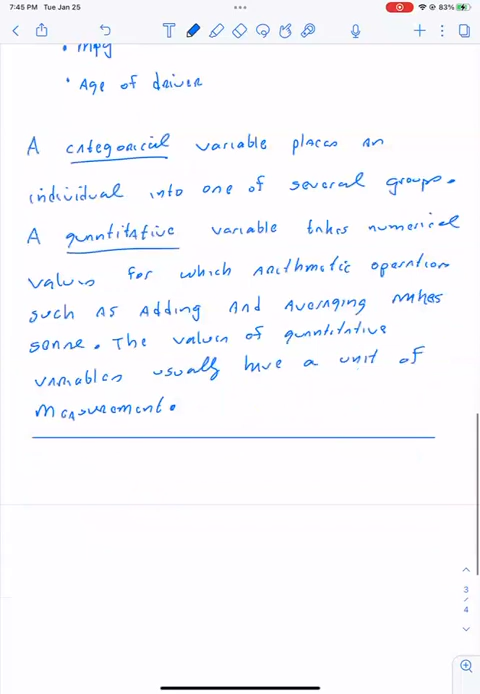 7:45 PM Tue Jan 25
83%
• mpg
• Age of driver
A categorical variable places an
individual into one of several groups.
A quantitative variable takes numerical
values for which arithmetic operation
such as adding and averaging makes
sense. The values of quantitative
variables usually have a unit of
measurement.
3
/
4